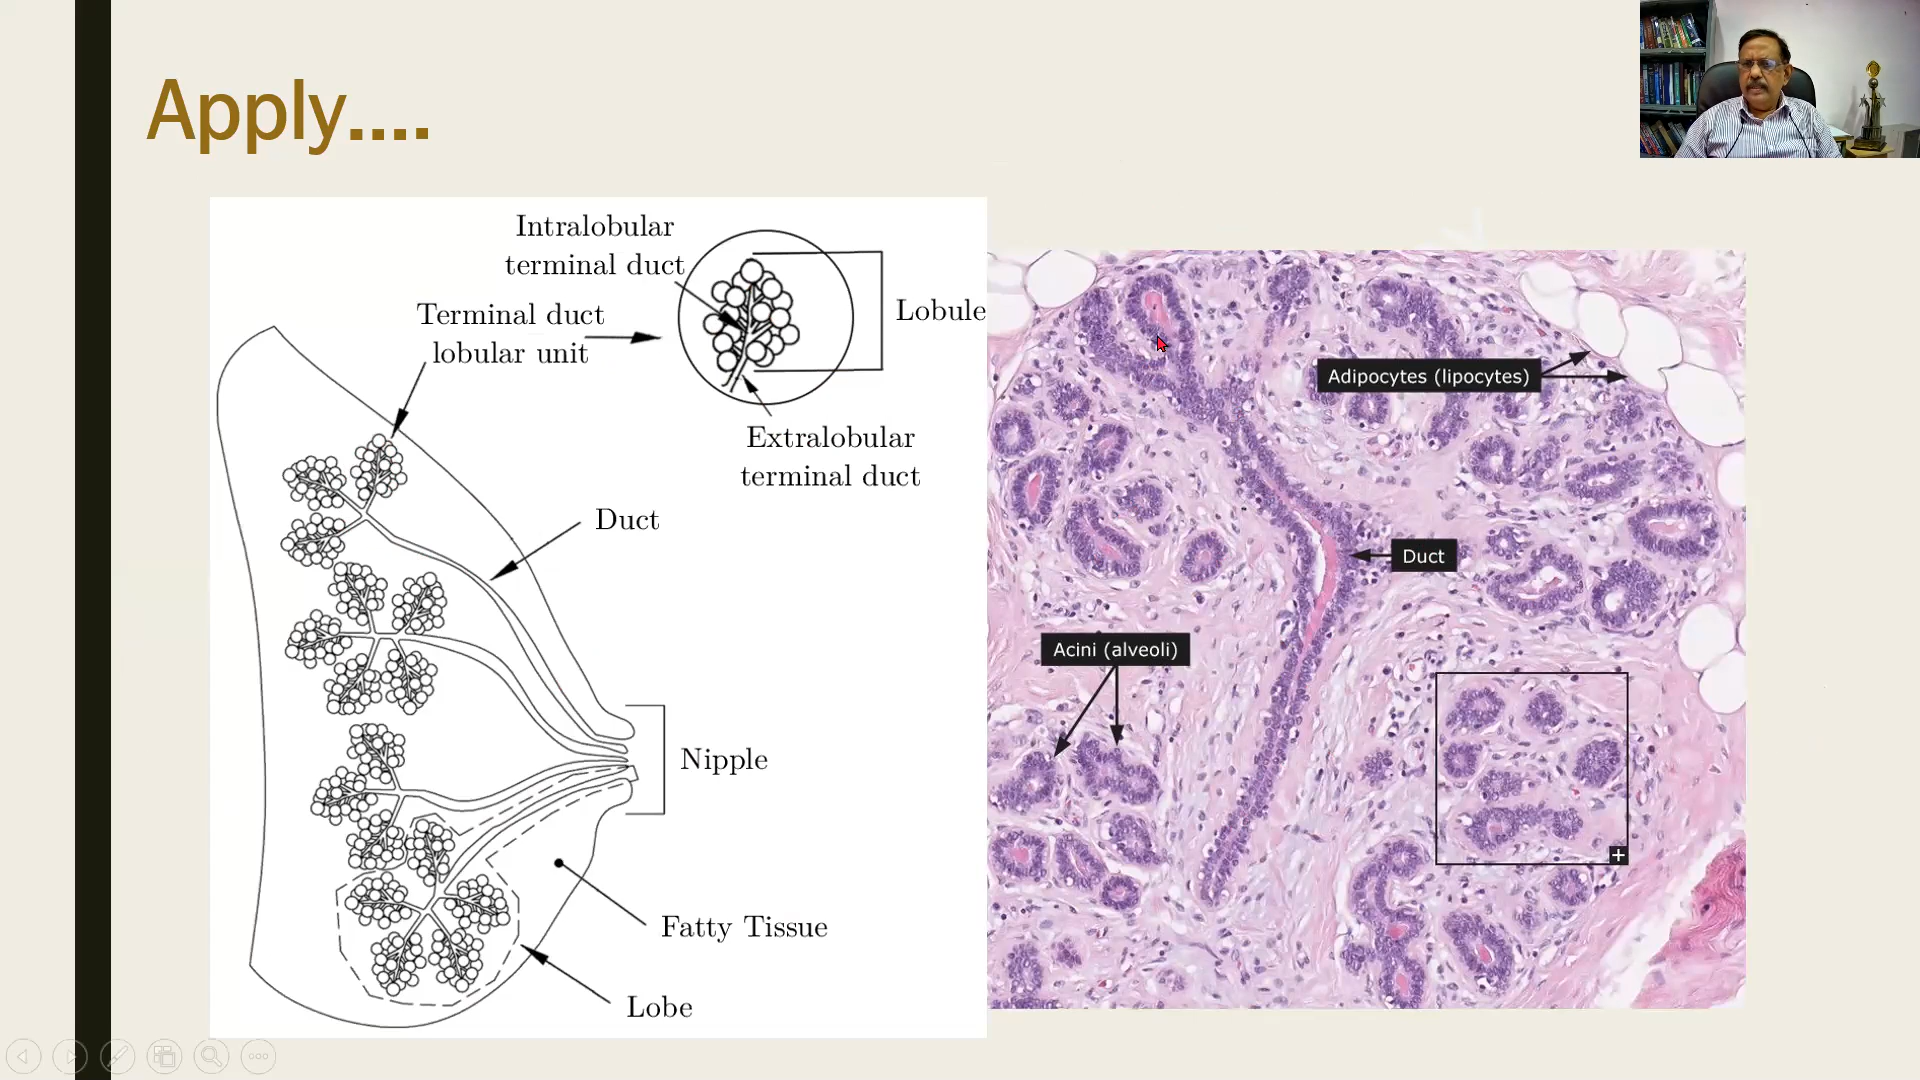 Apply....
Intralobular
terminal duct
Terminal duct
lobular unit
Lobule
Extralobular
terminal duct
Duct
Nipple
Fatty Tissue
Lobe
Adipocytes (lipocytes)
Duct
Acini (alveoli)
+